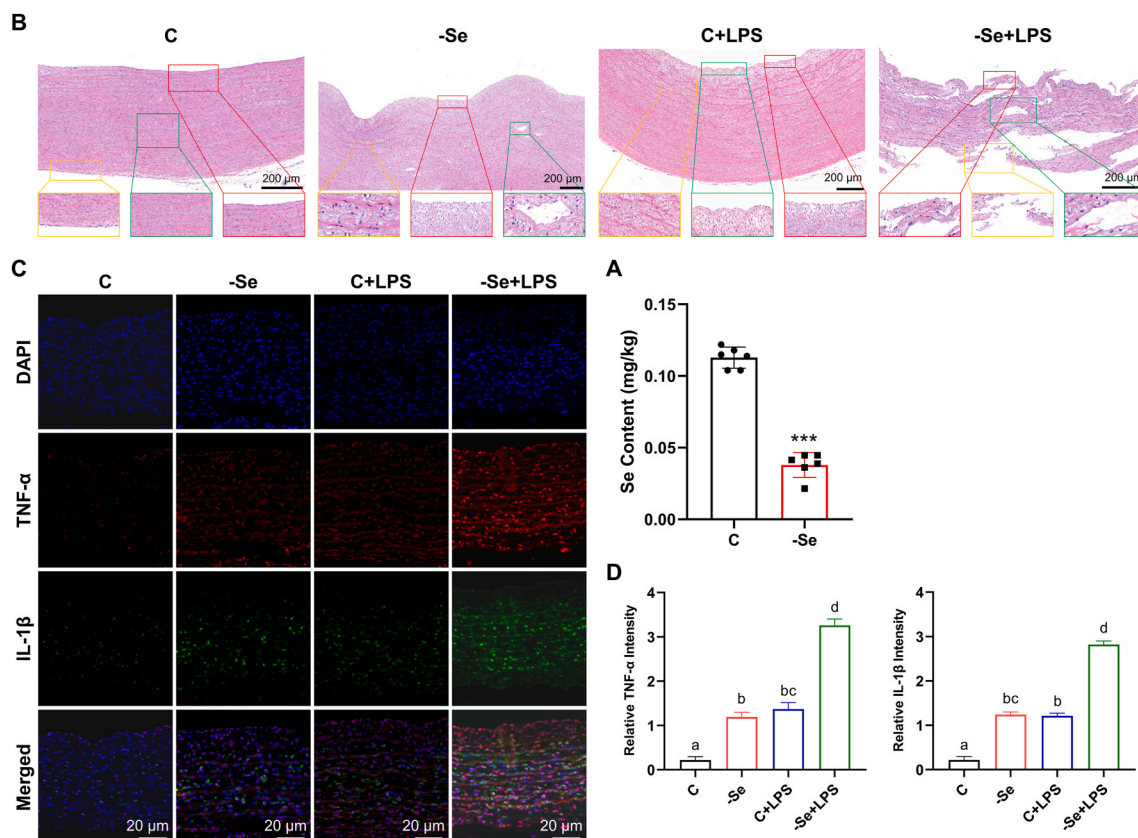 B
C -Se C+LPS -Se+LPS
200 µm 200 µm 200 µm 200 µm
C
C -Se C+LPS -Se+LPS
DAPI
TNF-α
IL-1β
Merged
20 µm 20 µm 20 µm 20 µm
A
Se Content (mg/kg)
0.15
0.10
0.05
0.00
***
C -Se
D
Relative TNF-α Intensity
4
3
2
1
0
a b bc d
C -Se C+LPS -Se+LPS
Relative IL-1β Intensity
4
3
2
1
0
a bc b d
C -Se C+LPS -Se+LPS